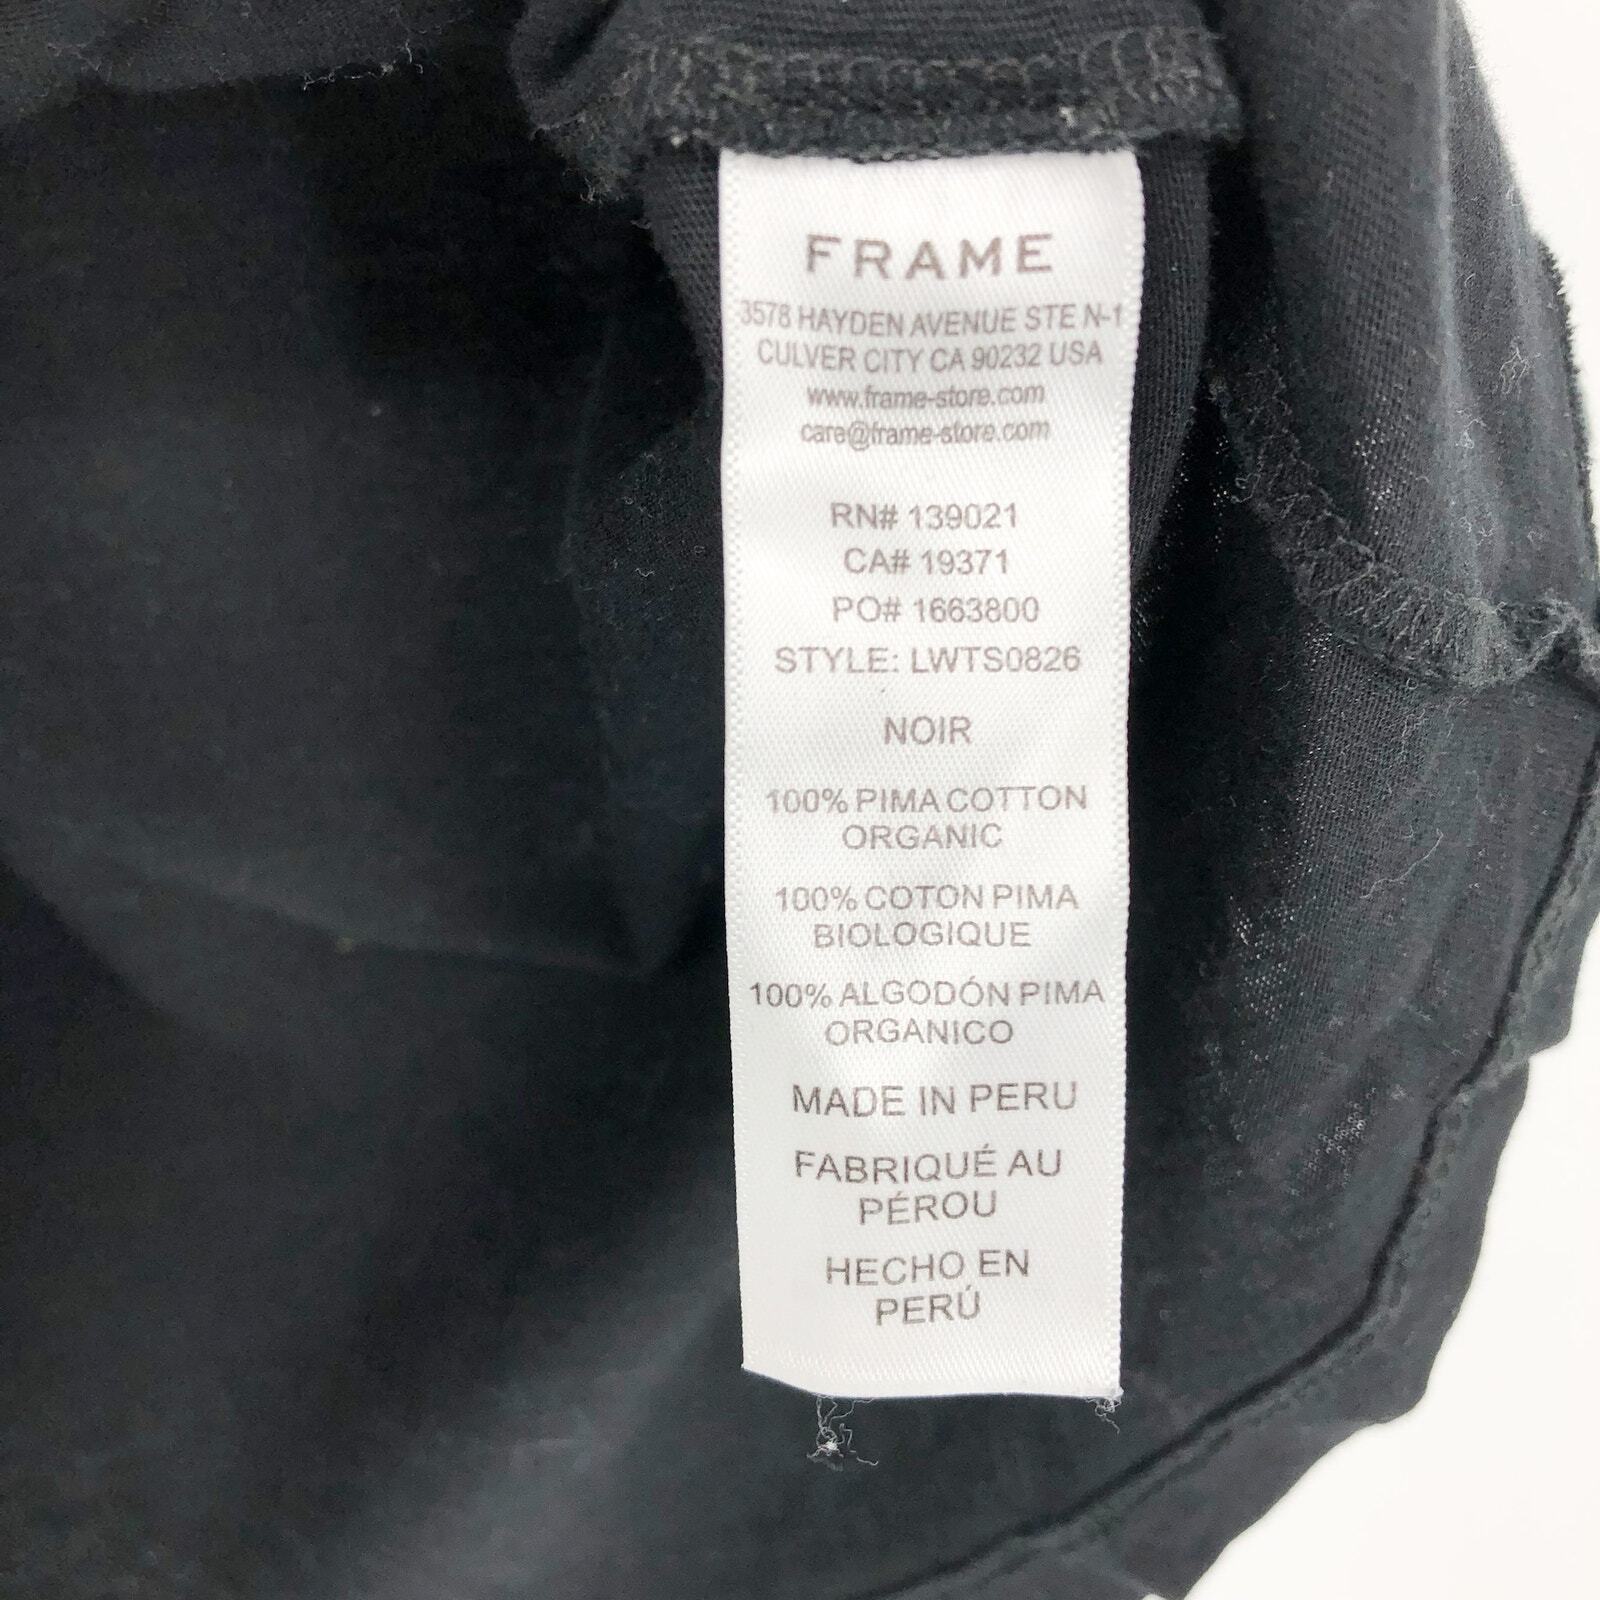 FRAME
3578 HAYDEN AVENUE STE N-1
CULVER CITY CA 90232 USA
www.frame-store.com
care@frame-store.com
RN# 139021
CA# 19371
PO# 1663800
STYLE: LWTS0826
NOIR
100% PIMA COTTON
ORGANIC
100% COTON PIMA
BIOLOGIQUE
100% ALGODÓN PIMA
ORGANICO
MADE IN PERU
FABRIQUÉ AU
PÉROU
HECHO EN
PERÚ